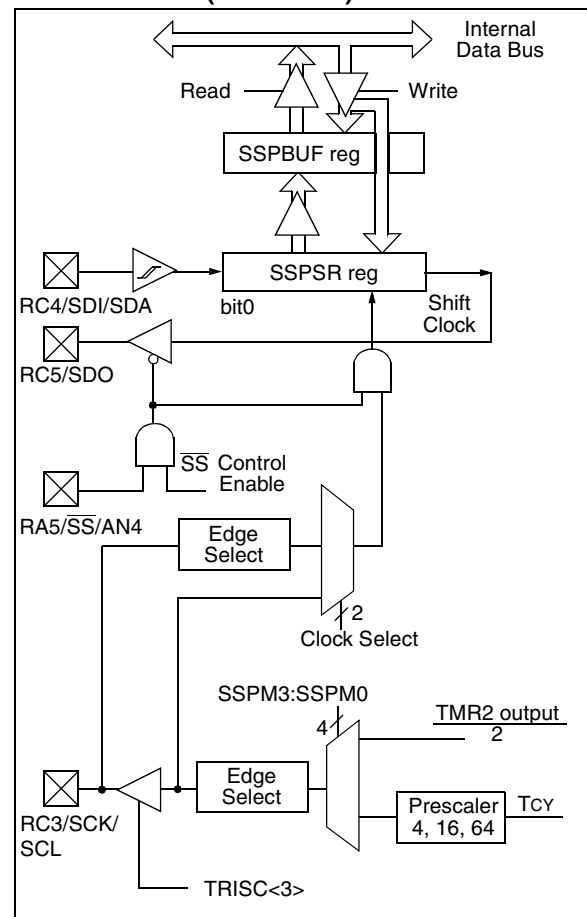 Internal
Data Bus
Read
Write
SSPBUF reg
SSPSR reg
RC4/SDI/SDA
bit0
Shift
Clock
RC5/SDO
SS Control
Enable
RA5/SS/AN4
Edge
Select
2
Clock Select
SSPM3:SSPM0
TMR2 output
4
2
Edge
Select
Prescaler
4, 16, 64
TCY
RC3/SCK/
SCL
TRISC<3>